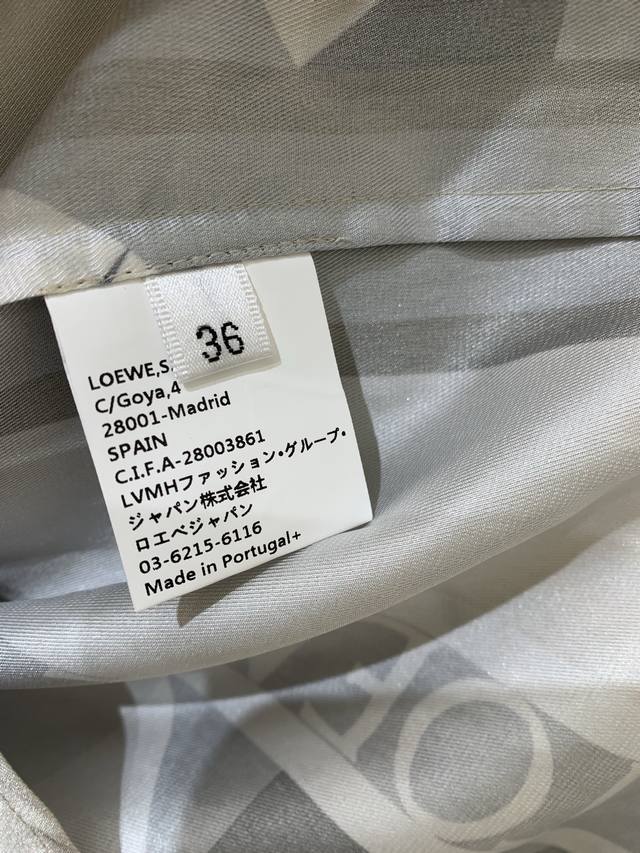 36
LOEWE,S.
C/Goya,4
28001-Madrid
SPAIN
C.I.F.A-28003861
LVMHファッション・グループ・
ジャパン株式会社
ロエベジャパン
03-6215-6116
Made in Portugal+